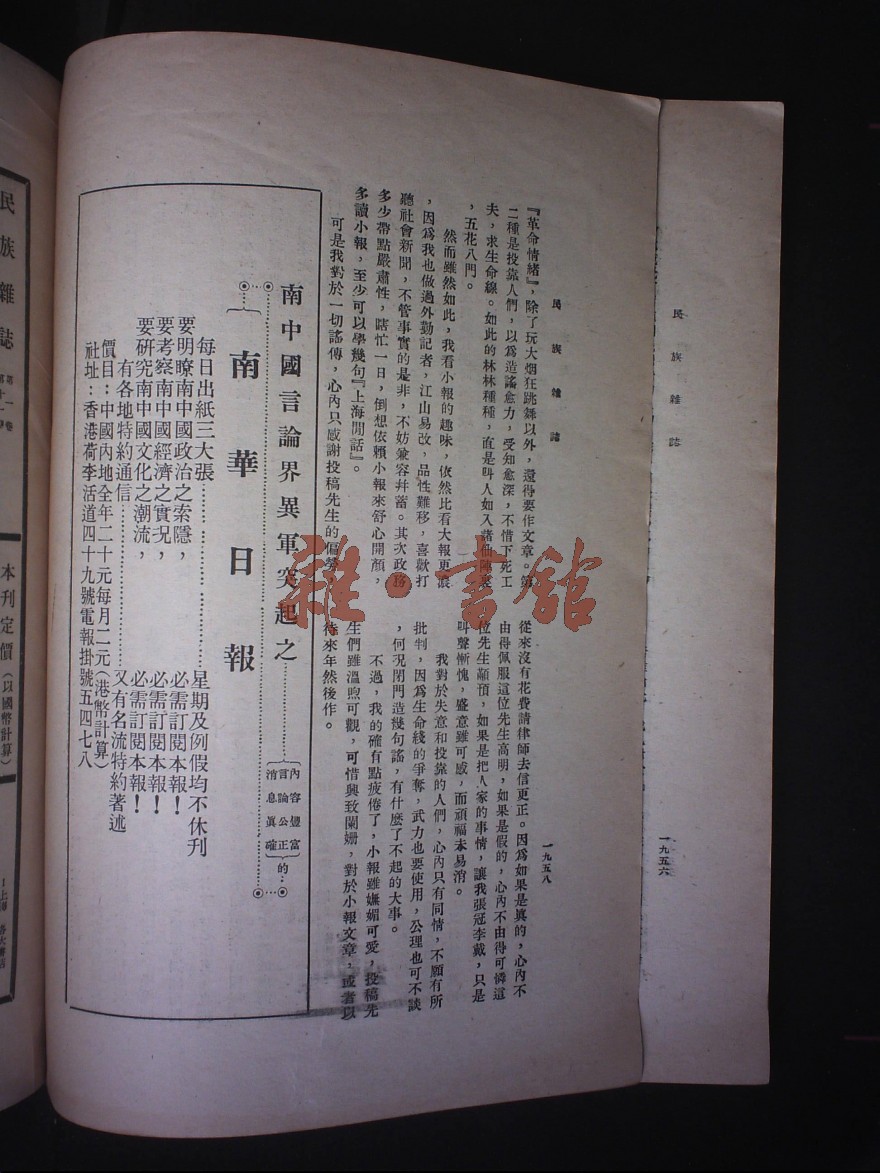 民族雜誌
一九五六
民族雜誌
一九五八
『革命情緒』，除了玩大烟狂跳舞以外，還得要作文章。第
二種是投靠人們，以為造謠愈力，受知愈深，不惜下死工
夫，求生命線。如此的林林種種，直是叫人如入諸
，五花八門。
然而雖然如此，我看小報的趣味，依然比看大報更濃
，因為我也做過外勤記者，江山易改，品性難移，喜歡打
聽社會新聞，不管事實的是非，不妨兼容并蓄。其次政務
多少帶點嚴肅性，瞎忙一日，倒想依賴小報來舒心開顏，
多讀小報，至少可以學幾句『上海閒話』。
可是我對於一切謠傳，心內只感謝投稿先生的偏勞，
從來沒有花費請律師去信更正。因為如果是真的，心內不
由得佩服這位先生高明，如果是假的，心內不由得可憐這
位先生顢頇，如果是把人家的事情，讓我張冠李戴，只是
叫聲慚愧，盛意雖可感，而頑福未易消。
我對於失意和投靠的人們，心內只有同情，不願有所
批判，因為生命綫的爭奪，武力也要使用，公理也可不談
，何況閉門造幾句謠，有什麼了不起的大事。
不過，我的確有點疲倦了，小報雖嫵媚可愛，投稿先
生們雖溫煦可觀，可惜興致闌珊，對於小報文章，或者以
待來年然後作。
南中國言論界異軍突起之
內容豐富
言論公正
消息真確
的
南華日報
每日出紙三大張……星期及例假均不休刊
要明瞭南中國政治之索隱，必需訂閱本報！
要考察南中國經濟之實況，必需訂閱本報！
要研究南中國文化之潮流，必需訂閱本報！
有各地特約通信……又有名流特約著述
價目：中國內地全年二十元每月二元（港幣計算）
社址：香港荷李活道四十九號電報掛號五四七八
民族雜誌
本刊定價（以國幣計算）
雜·書館